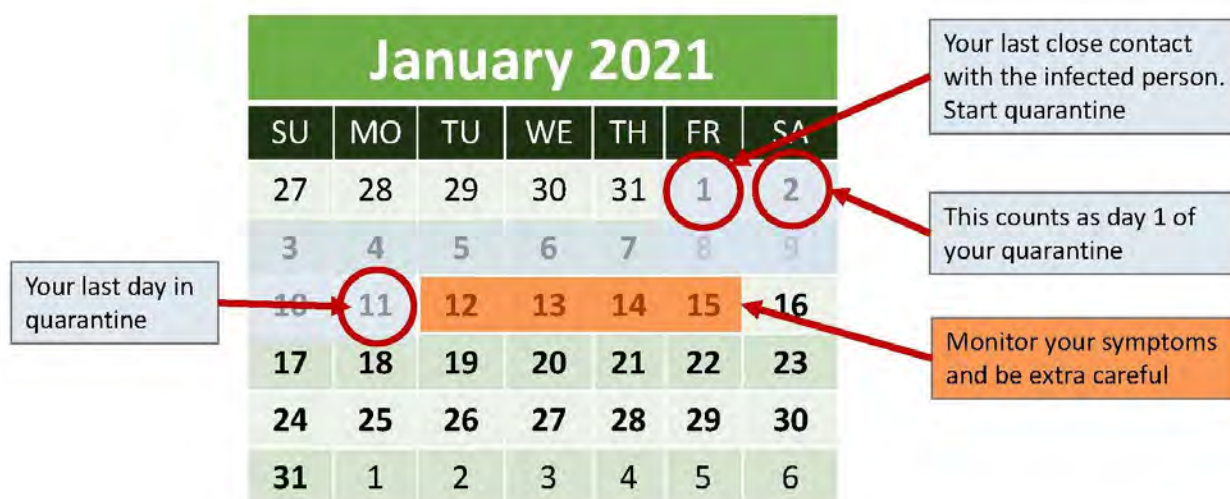 January 2021
SU MO TU WE TH FR SA
27 28 29 30 31 1 2
3 4 5 6 7 8 9
10 11 12 13 14 15 16
17 18 19 20 21 22 23
24 25 26 27 28 29 30
31 1 2 3 4 5 6
Your last close contact
with the infected person.
Start quarantine
This counts as day 1 of
your quarantine
Your last day in
quarantine
Monitor your symptoms
and be extra careful